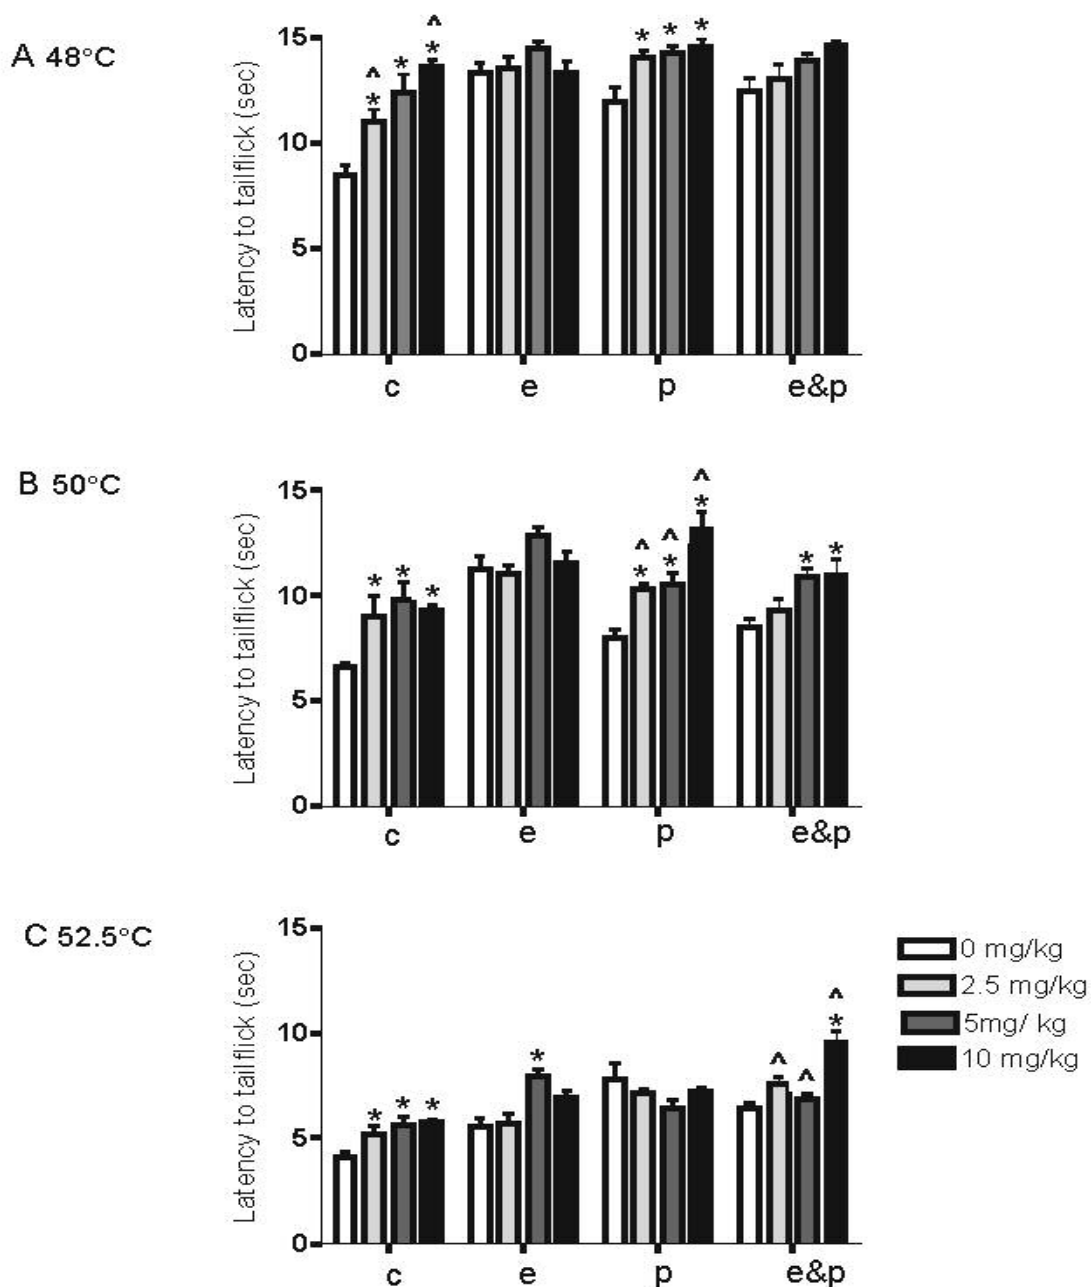 A 48°C
Latency to tailflick (sec)
15
10
5
0
^ * * ^ * * * *
c e p e&p
B 50°C
Latency to tailflick (sec)
15
10
5
0
* * * ^ * ^ * ^ * * *
c e p e&p
C 52.5°C
Latency to tailflick (sec)
15
10
5
0
* * * * ^ ^ ^ *
c e p e&p
0 mg/kg
2.5 mg/kg
5mg/ kg
10 mg/kg